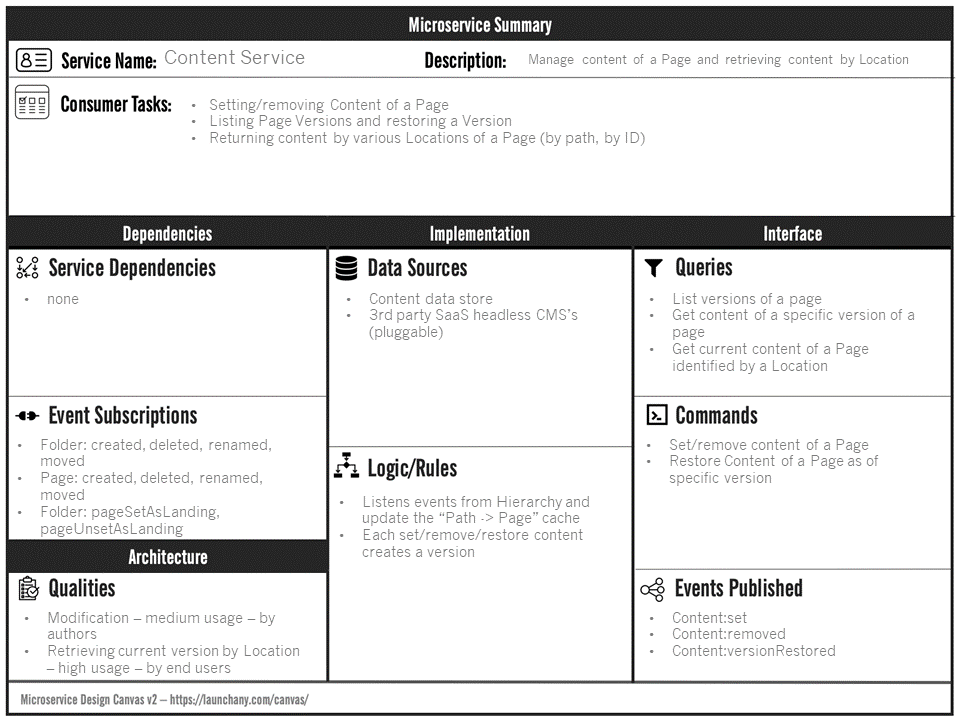 Microservice Summary
Service Name: Content Service
Description: Manage content of a Page and retrieving content by Location
Consumer Tasks:
• Setting/removing Content of a Page
• Listing Page Versions and restoring a Version
• Returning content by various Locations of a Page (by path, by ID)
Dependencies
Service Dependencies
• none
Event Subscriptions
• Folder: created, deleted, renamed,
moved
• Page: created, deleted, renamed,
moved
• Folder: pageSetAsLanding,
pageUnsetAsLanding
Architecture
Qualities
• Modification – medium usage – by
authors
• Retrieving current version by Location
– high usage – by end users
Implementation
Data Sources
• Content data store
• 3rd party SaaS headless CMS's
(pluggable)
Logic/Rules
• Listens events from Hierarchy and
update the “Path -> Page” cache
• Each set/remove/restore content
creates a version
Interface
Queries
• List versions of a page
• Get content of a specific version of a
page
• Get current content of a Page
identified by a Location
Commands
• Set/remove content of a Page
• Restore Content of a Page as of
specific version
Events Published
• Content:set
• Content:removed
• Content:versionRestored
Microservice Design Canvas v2 – https://launchany.com/canvas/